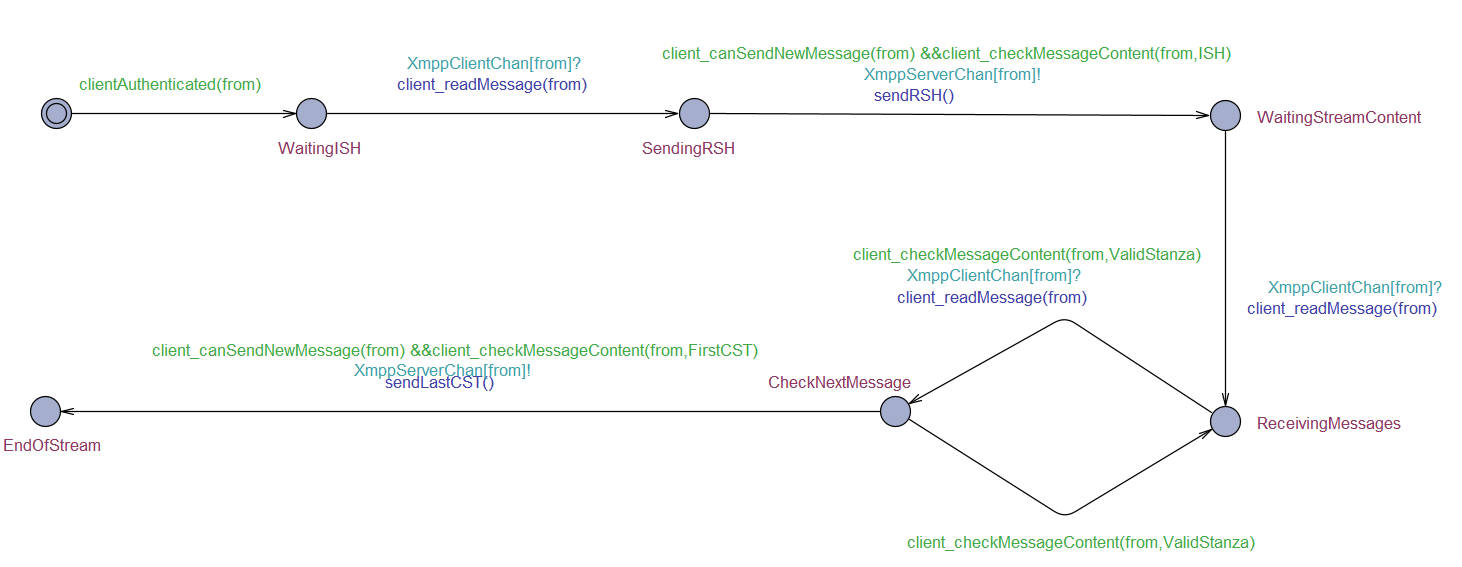 client_canSendNewMessage(from) &&client_checkMessageContent(from,ISH)
XmppClientChan[from]?
XmppServerChan[from]!
clientAuthenticated(from)
client_readMessage(from)
sendRSH()
WaitingISH
SendingRSH
WaitingStreamContent
client_checkMessageContent(from,ValidStanza)
XmppClientChan[from]?
client_readMessage(from)
XmppClientChan[from]?
client_readMessage(from)
client_canSendNewMessage(from) &&client_checkMessageContent(from,FirstCST)
XmppServerChan[from]!
sendLastCST()
CheckNextMessage
EndOfStream
ReceivingMessages
client_checkMessageContent(from,ValidStanza)